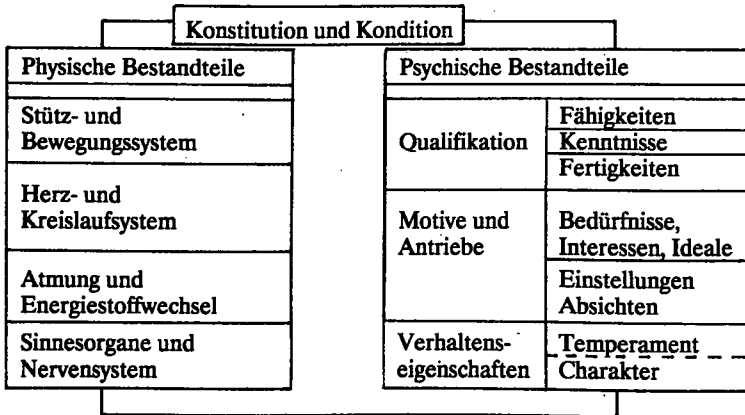 Konstitution und Kondition
Physische Bestandteile
Stütz- und
Bewegungssystem
Herz- und
Kreislaufsystem
Atmung und
Energiestoffwechsel
Sinnesorgane und
Nervensystem
Psychische Bestandteile
Qualifikation
Fähigkeiten
Kenntnisse
Fertigkeiten
Motive und
Antriebe
Bedürfnisse,
Interessen, Ideale
Einstellungen
Absichten
Verhaltens-
eigenschaften
Temperament
Charakter